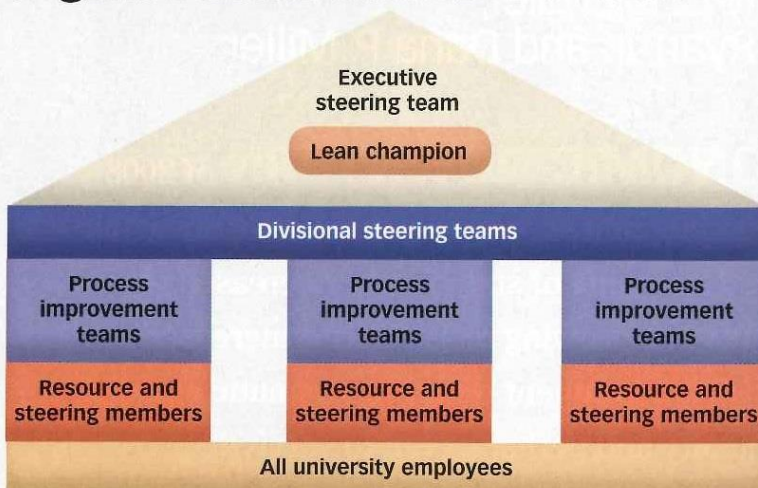 Executive
steering team
Lean champion
Divisional steering teams
Process
improvement
teams
Process
improvement
teams
Process
improvement
teams
Resource and
steering members
Resource and
steering members
Resource and
steering members
All university employees